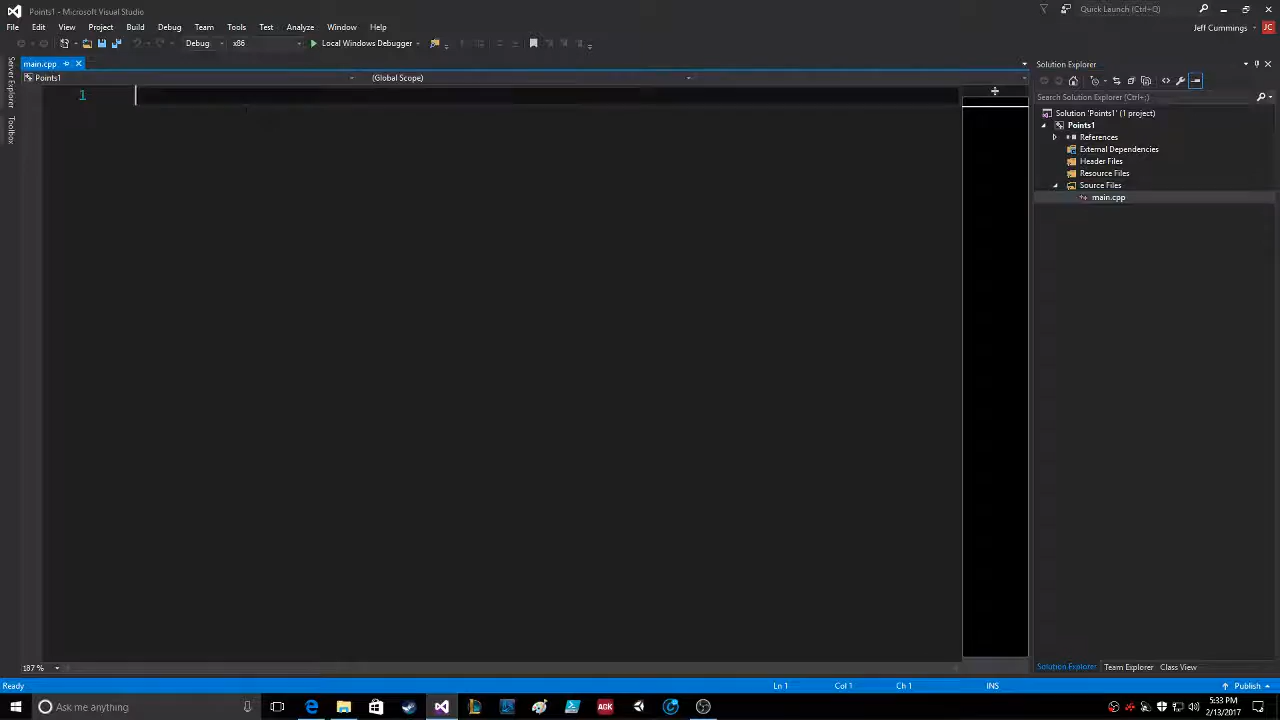 Points1 - Microsoft Visual Studio
Quick Launch (Ctrl+Q)
File Edit View Project Build Debug Team Tools Test Analyze Window Help
Jeff Cummings JC
Debug x86 Local Windows Debugger
main.cpp
Solution Explorer
Points1 (Global Scope)
Server Explorer
Toolbox
1
Search Solution Explorer (Ctrl+;)
Solution 'Points1' (1 project)
Points1
References
External Dependencies
Header Files
Resource Files
Source Files
main.cpp
187 %
Solution Explorer Team Explorer Class View
Ready Ln 1 Col 1 Ch 1 INS Publish
Ask me anything
AGK
5:33 PM
2/13/2017